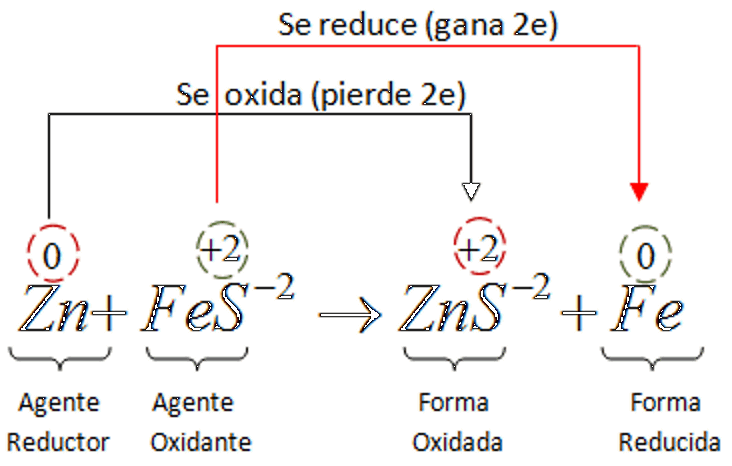 Se reduce (gana 2e)
Se oxida (pierde 2e)
0 +2 +2 0
Zn + FeS⁻² → ZnS⁻² + Fe
Agente Agente Forma Forma
Reductor Oxidante Oxidada Reducida